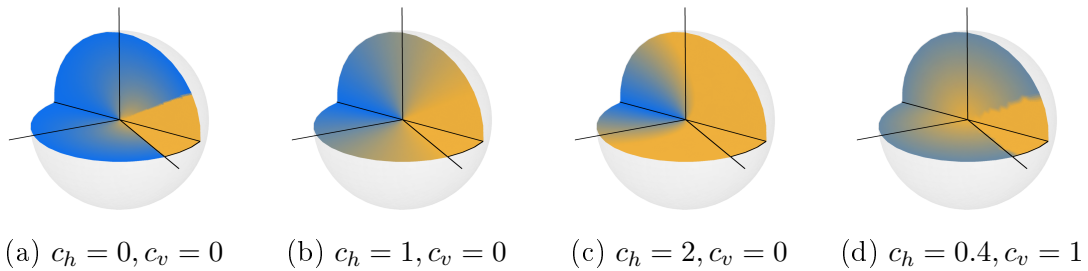 (a) c_h = 0, c_v = 0
(b) c_h = 1, c_v = 0
(c) c_h = 2, c_v = 0
(d) c_h = 0.4, c_v = 1